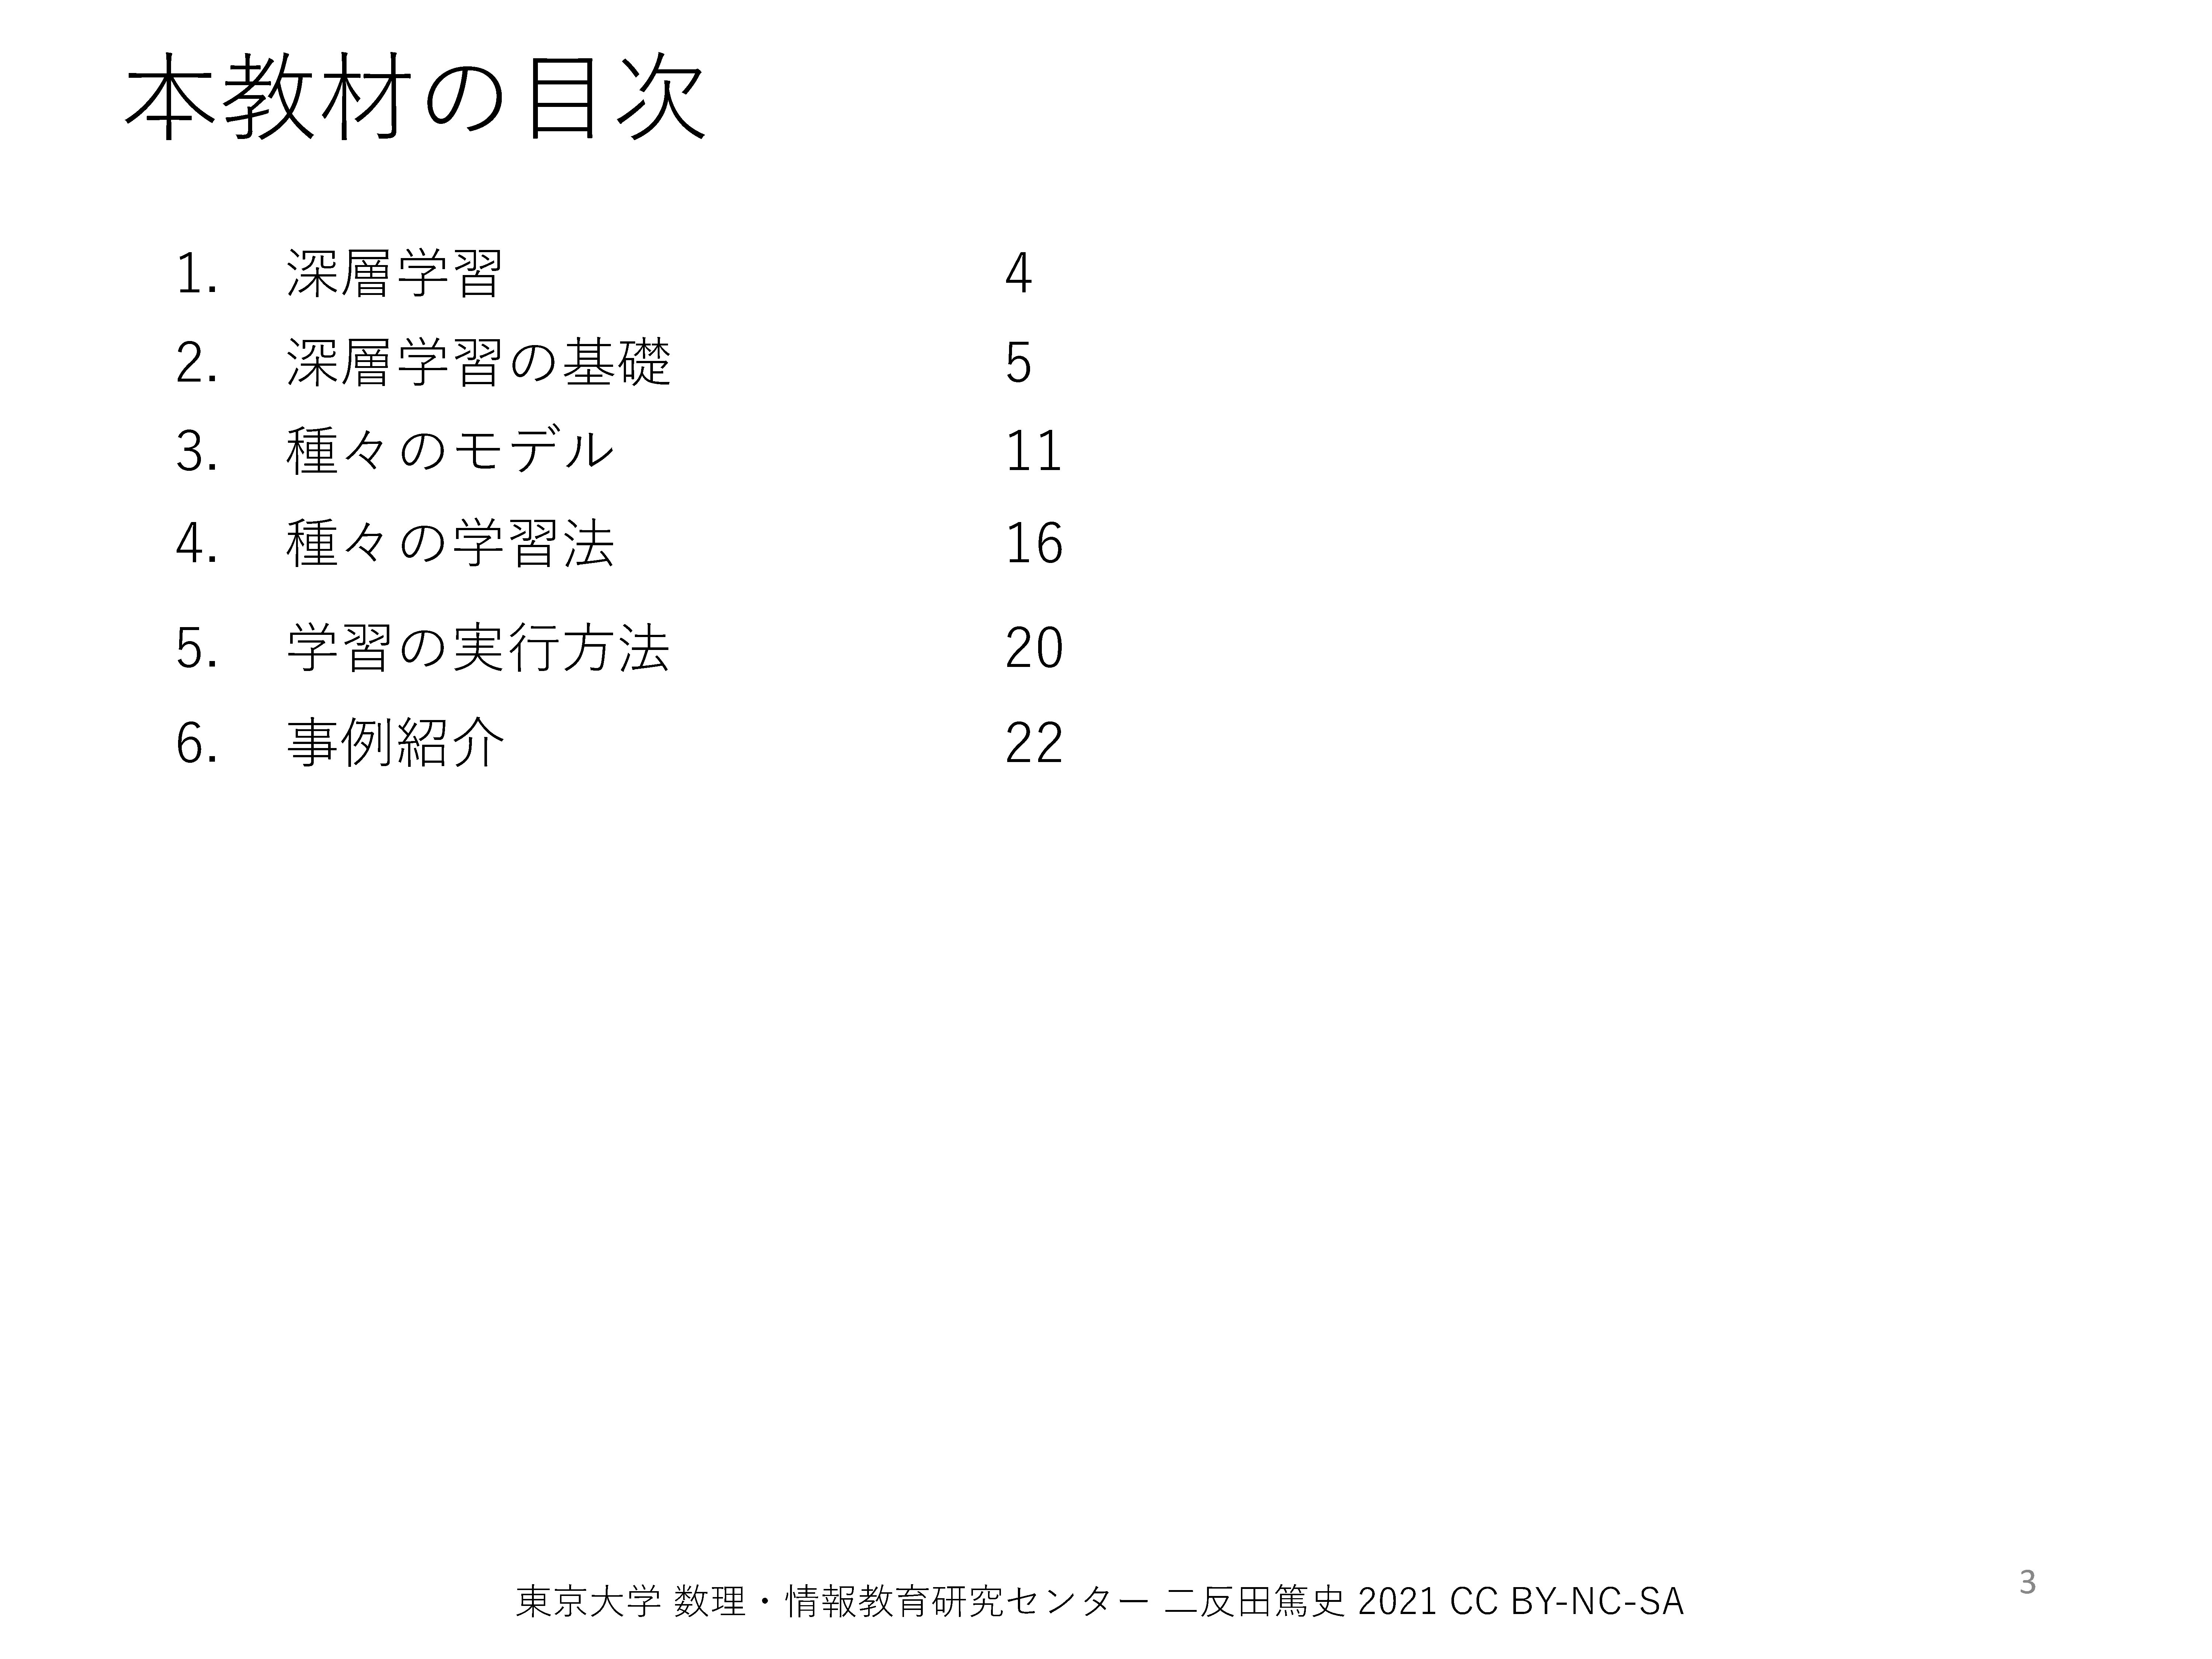 本教材の目次
1. 深層学習 4
2. 深層学習の基礎 5
3. 種々のモデル 11
4. 種々の学習法 16
5. 学習の実行方法 20
6. 事例紹介 22
東京大学 数理・情報教育研究センター 二反田篤史 2021 CC BY-NC-SA
3